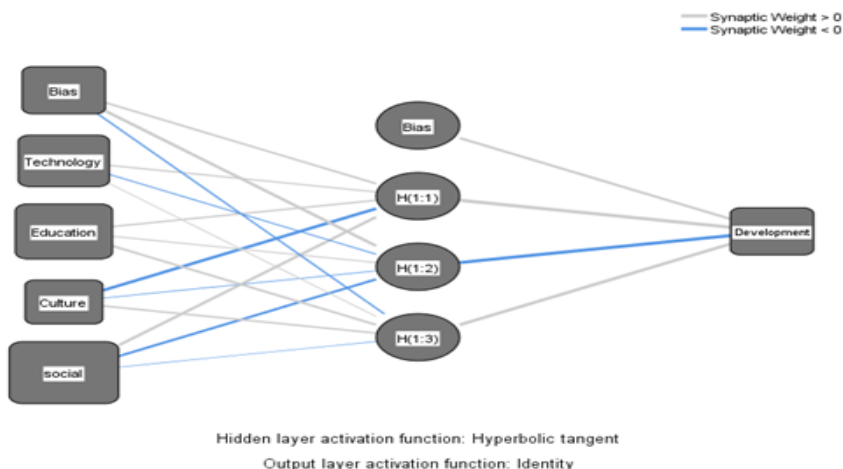 Synaptic Weight > 0
Synaptic Weight < 0
Bias
Technology
Education
Culture
social
Bias
H(1:1)
H(1:2)
H(1:3)
Development
Hidden layer activation function: Hyperbolic tangent
Output layer activation function: Identity